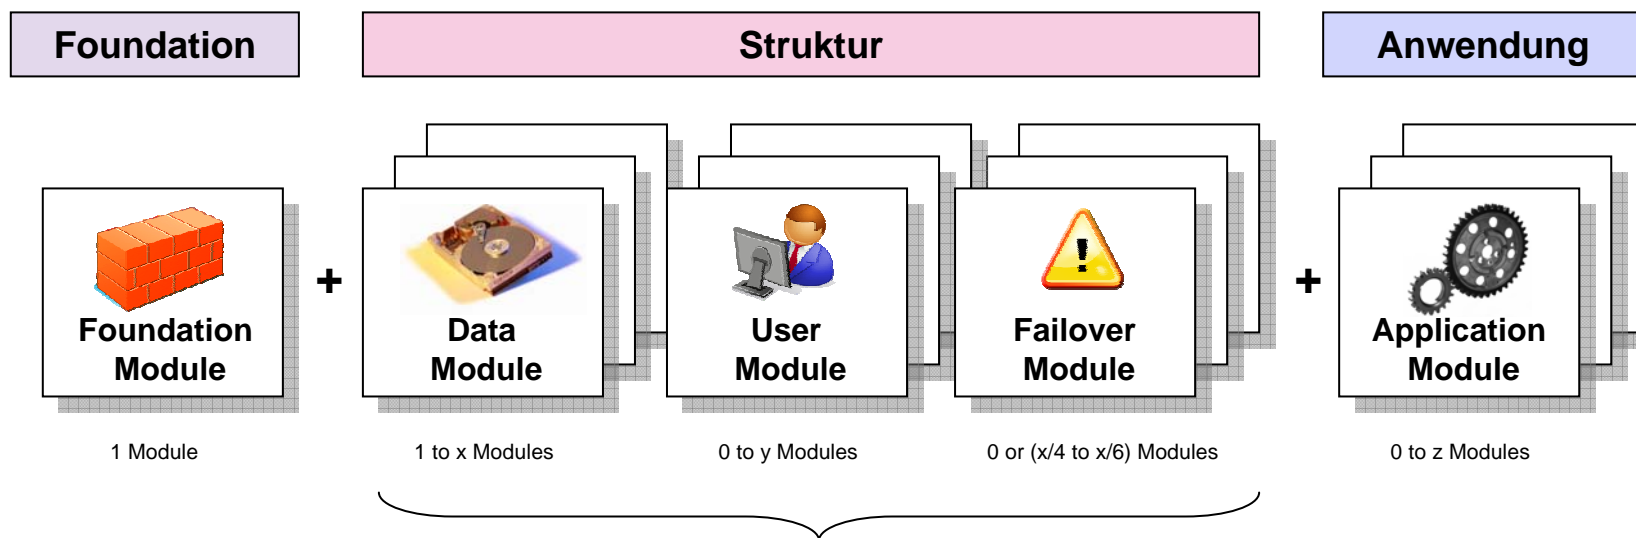 Foundation
Struktur
Anwendung
Foundation
Module
+
Data
Module
User
Module
Failover
Module
+
Application
Module
1 Module
1 to x Modules
0 to y Modules
0 or (x/4 to x/6) Modules
0 to z Modules